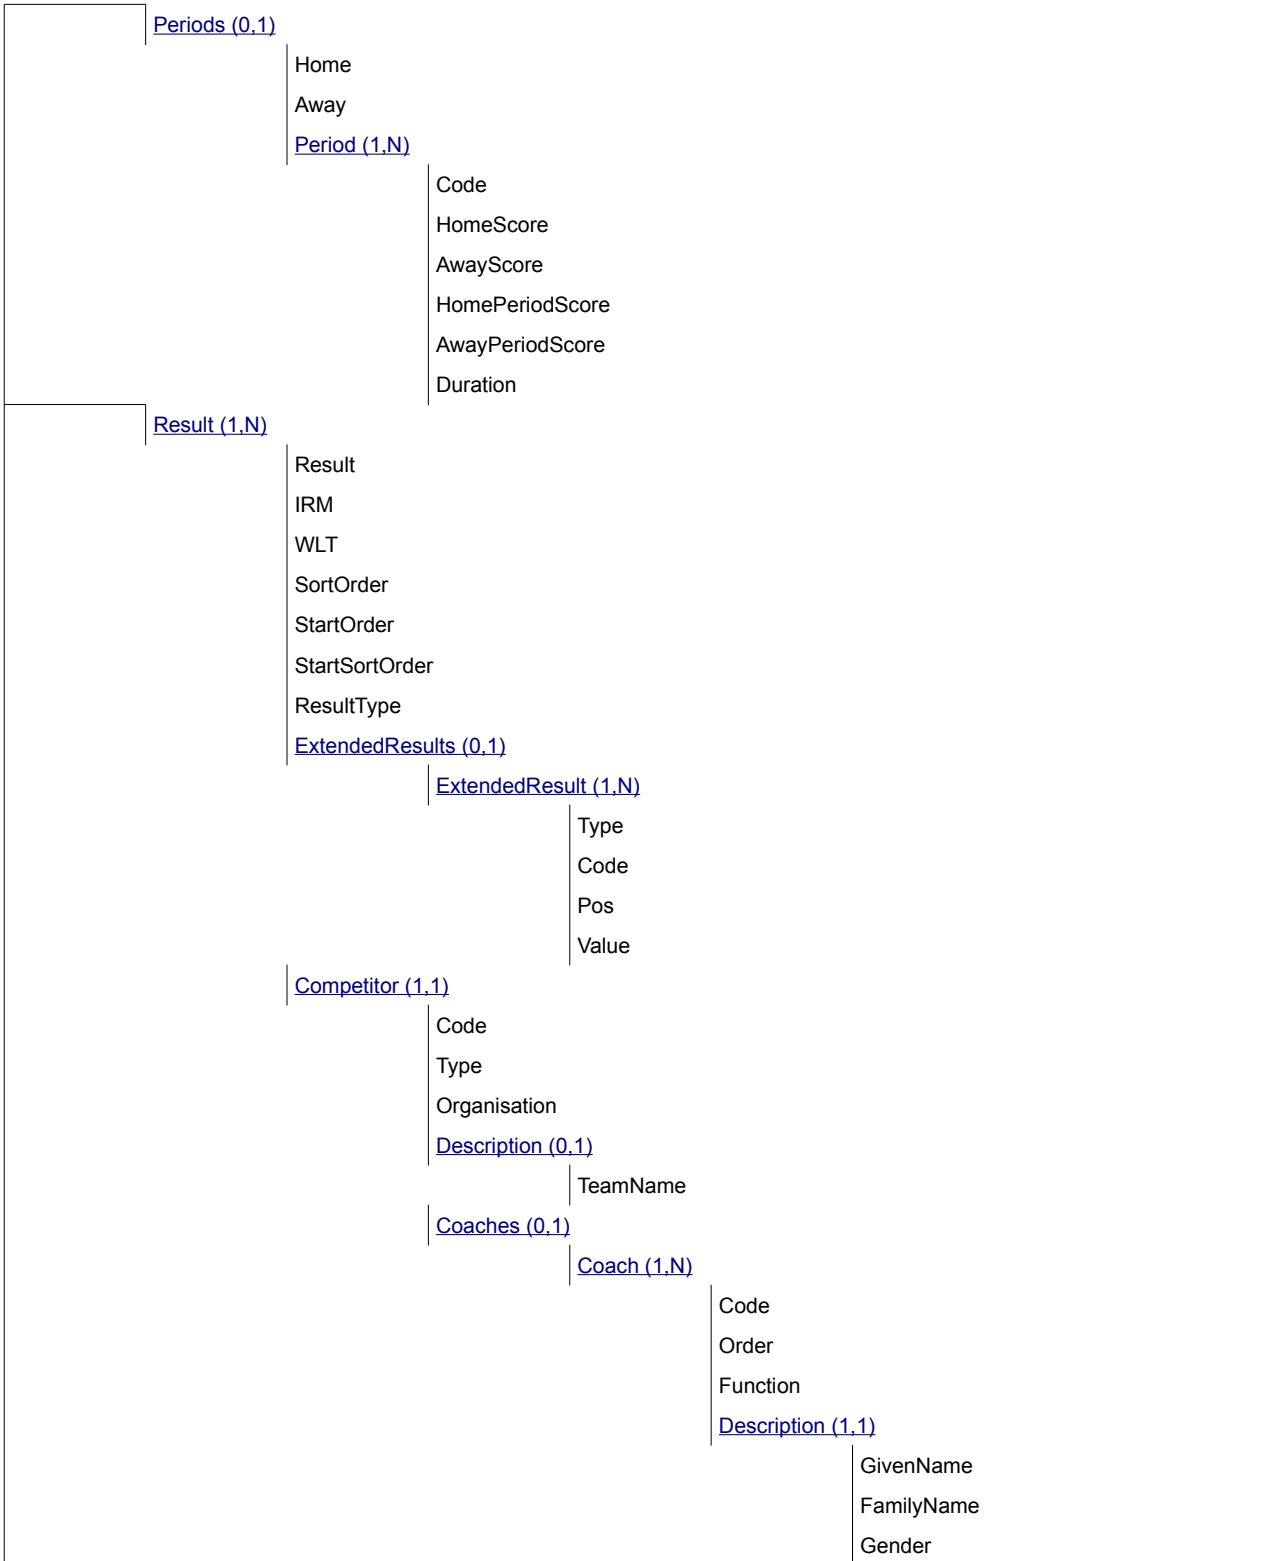 Periods (0,1)
Home
Away
Period (1,N)
Code
HomeScore
AwayScore
HomePeriodScore
AwayPeriodScore
Duration
Result (1,N)
Result
IRM
WLT
SortOrder
StartOrder
StartSortOrder
ResultType
ExtendedResults (0,1)
ExtendedResult (1,N)
Type
Code
Pos
Value
Competitor (1,1)
Code
Type
Organisation
Description (0,1)
TeamName
Coaches (0,1)
Coach (1,N)
Code
Order
Function
Description (1,1)
GivenName
FamilyName
Gender